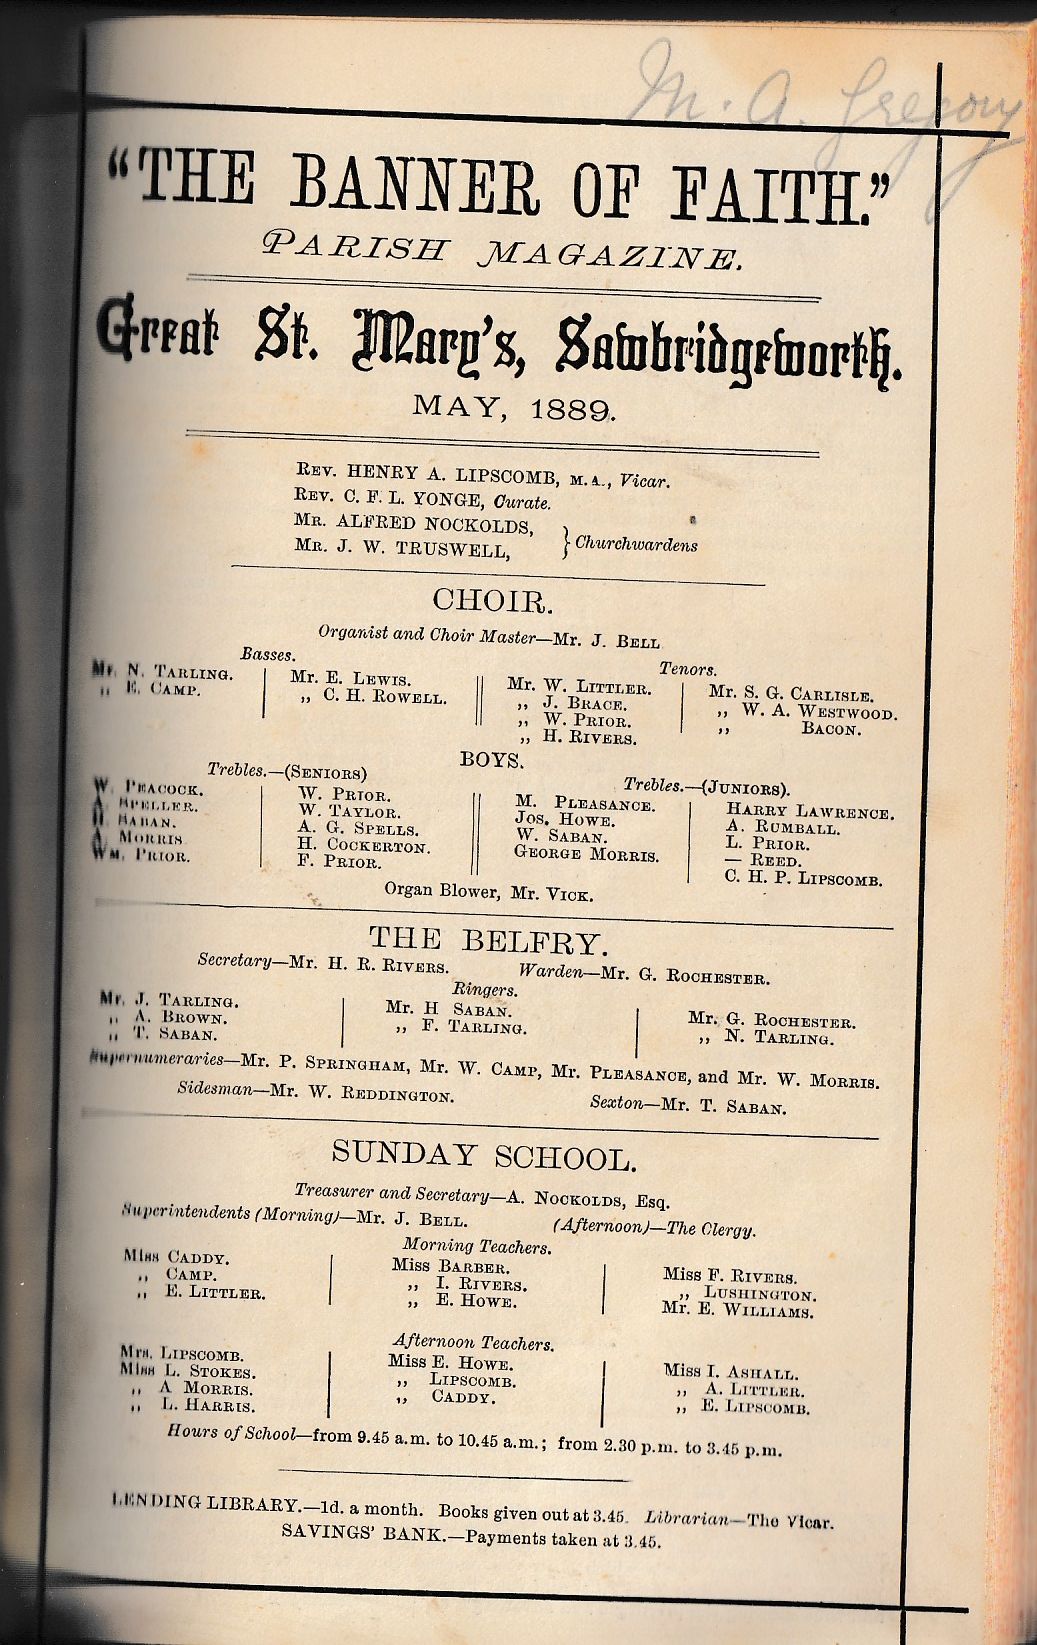 M. A. Gregory
"THE BANNER OF FAITH."
PARISH MAGAZINE.
Great St. Mary's, Sawbridgeworth.
MAY, 1889.
REV. HENRY A. LIPSCOMB, M.A., Vicar.
REV. C. F. L. YONGE, Curate.
MR. ALFRED NOCKOLDS,
MR. J. W. TRUSWELL,
} Churchwardens
CHOIR.
Organist and Choir Master—Mr. J. BELL
Basses.
Mr. N. TARLING.
„ E. CAMP.
Mr. E. LEWIS.
„ C. H. ROWELL.
Tenors.
Mr. W. LITTLER.
„ J. BRACE.
„ W. PRIOR.
„ H. RIVERS.
Mr. S. G. CARLISLE.
„ W. A. WESTWOOD.
„ BACON.
BOYS.
Trebles.—(SENIORS)
W. PEACOCK.
A SPELLER.
H. SABAN.
A. MORRIS
WM. PRIOR.
W. PRIOR.
W. TAYLOR.
A. G. SPELLS.
H. COCKERTON.
F. PRIOR.
Trebles.—(JUNIORS).
M. PLEASANCE.
JOS. HOWE.
W. SABAN.
GEORGE MORRIS.
HARRY LAWRENCE.
A. RUMBALL.
L. PRIOR.
— REED.
C. H. P. LIPSCOMB.
Organ Blower, Mr. VICK.
THE BELFRY.
Secretary—Mr. H. R. RIVERS. Warden—Mr. G. ROCHESTER.
Ringers.
Mr. J. TARLING.
„ A. BROWN.
„ T. SABAN.
Mr. H SABAN.
„ F. TARLING.
Mr. G. ROCHESTER.
„ N. TARLING.
Supernumeraries—Mr. P. SPRINGHAM, Mr. W. CAMP, Mr. PLEASANCE, and Mr. W. MORRIS.
Sidesman—Mr. W. REDDINGTON. Sexton—Mr. T. SABAN.
SUNDAY SCHOOL.
Treasurer and Secretary—A. NOCKOLDS, Esq.
Superintendents (Morning)—Mr. J. BELL. (Afternoon)—The Clergy.
Morning Teachers.
Miss CADDY.
„ CAMP.
„ E. LITTLER.
Miss BARBER.
„ I. RIVERS.
„ E. HOWE.
Miss F. RIVERS.
„ LUSHINGTON.
Mr. E. WILLIAMS.
Afternoon Teachers.
Mrs. LIPSCOMB.
Miss L. STOKES.
„ A MORRIS.
„ L. HARRIS.
Miss E. HOWE.
„ LIPSCOMB.
„ CADDY.
Miss I. ASHALL.
„ A. LITTLER.
„ E. LIPSCOMB.
Hours of School—from 9.45 a.m. to 10.45 a.m.; from 2.30 p.m. to 3.45 p.m.
LENDING LIBRARY.—1d. a month. Books given out at 3.45. Librarian—The Vicar.
SAVINGS' BANK.—Payments taken at 3.45.